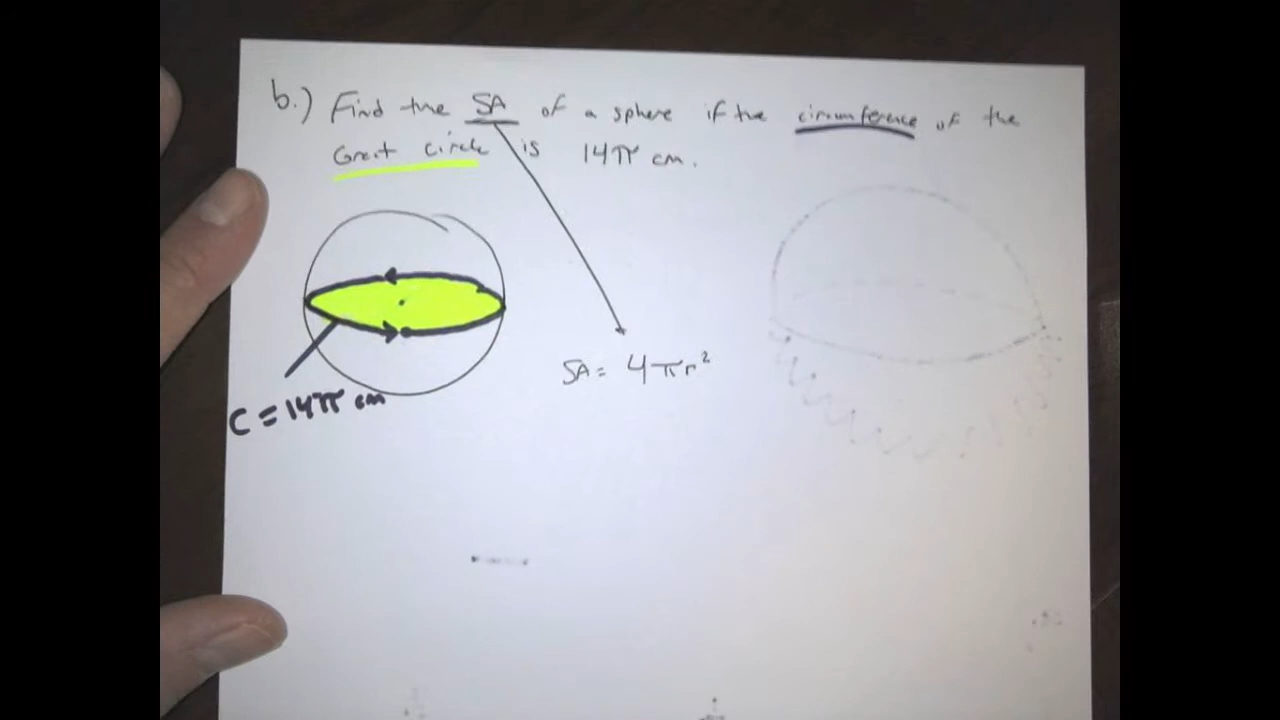 b.) Find the SA of a sphere if the circumference of the
Great circle is 14π cm.
SA = 4πr²
C = 14π cm